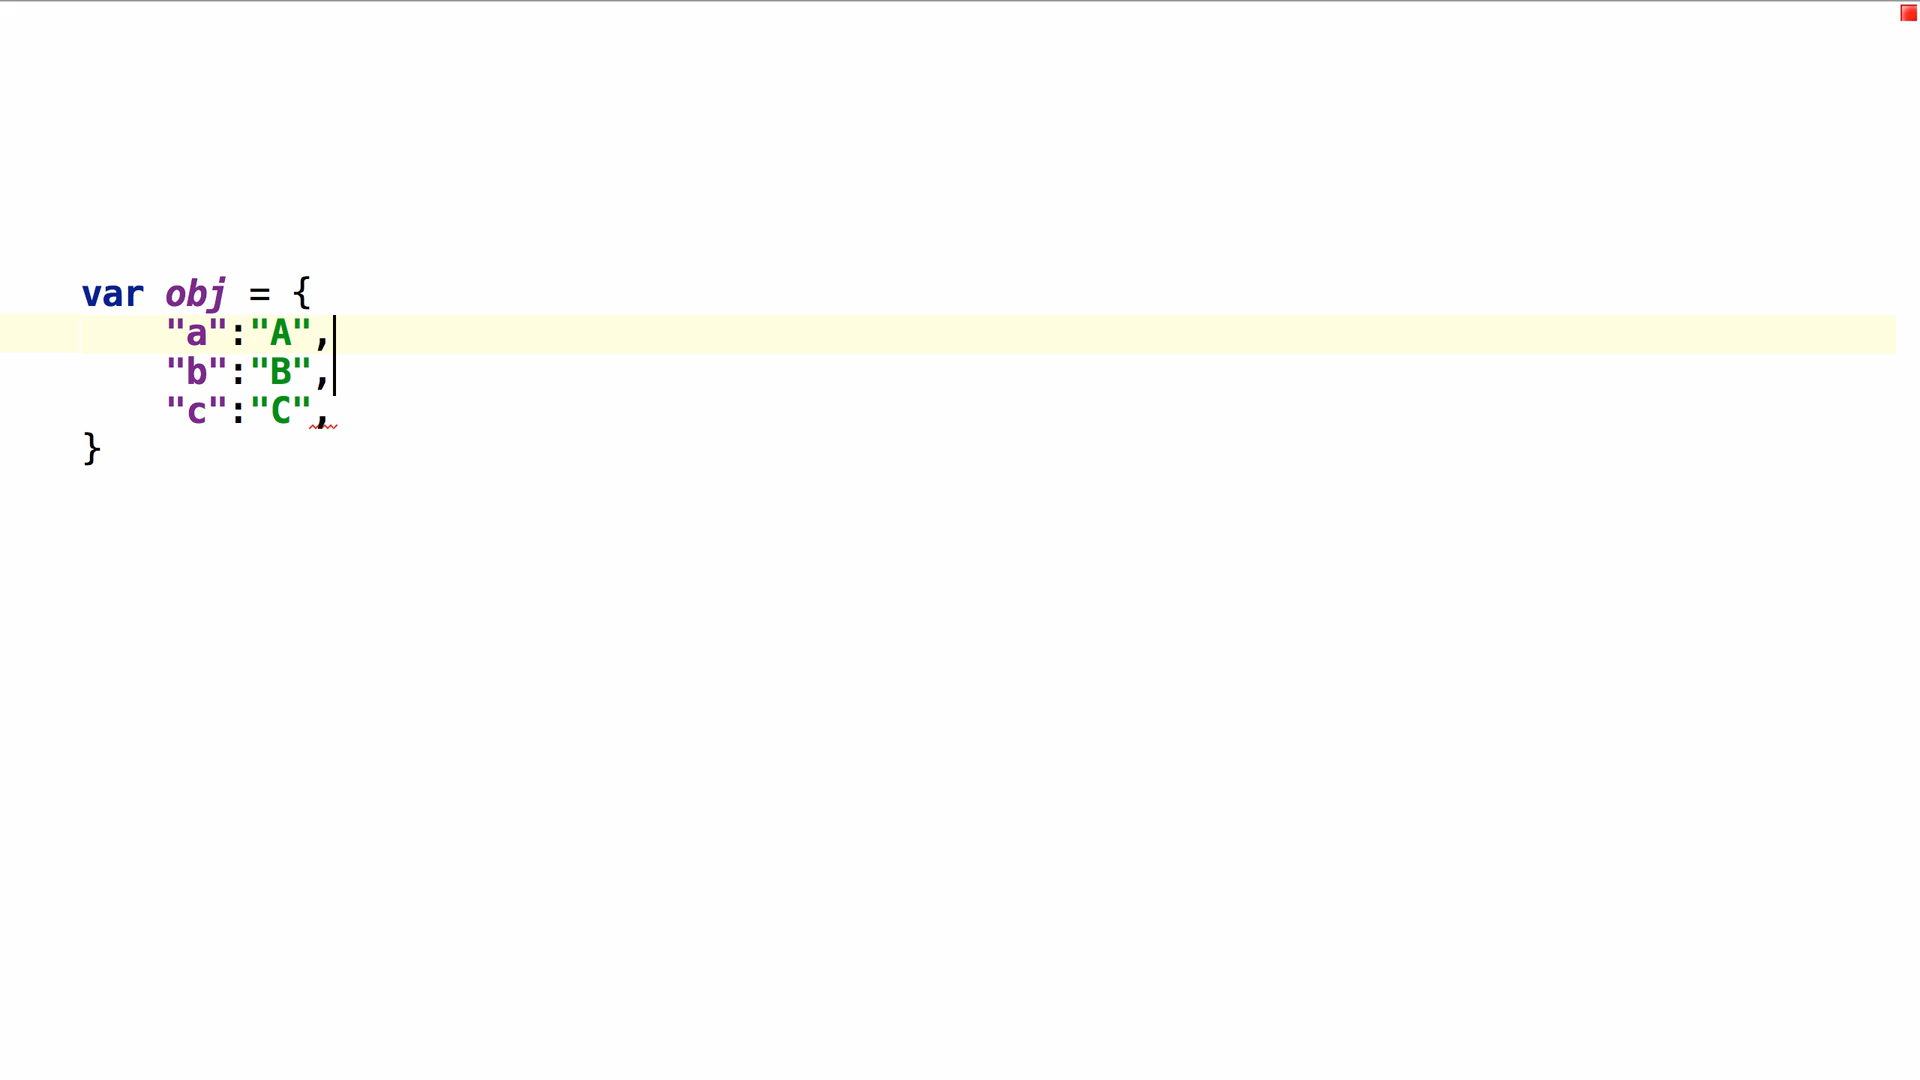 var obj = {
    "a":"A",
    "b":"B",
    "c":"C",
}